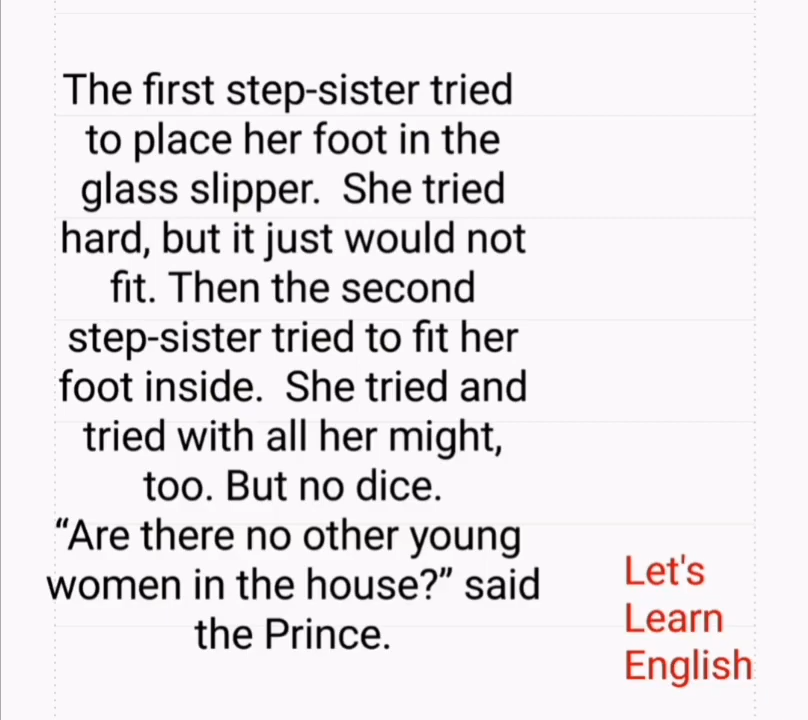 The first step-sister tried
to place her foot in the
glass slipper.  She tried
hard, but it just would not
fit. Then the second
step-sister tried to fit her
foot inside.  She tried and
tried with all her might,
too. But no dice.
“Are there no other young
women in the house?” said
the Prince.
Let's
Learn
English